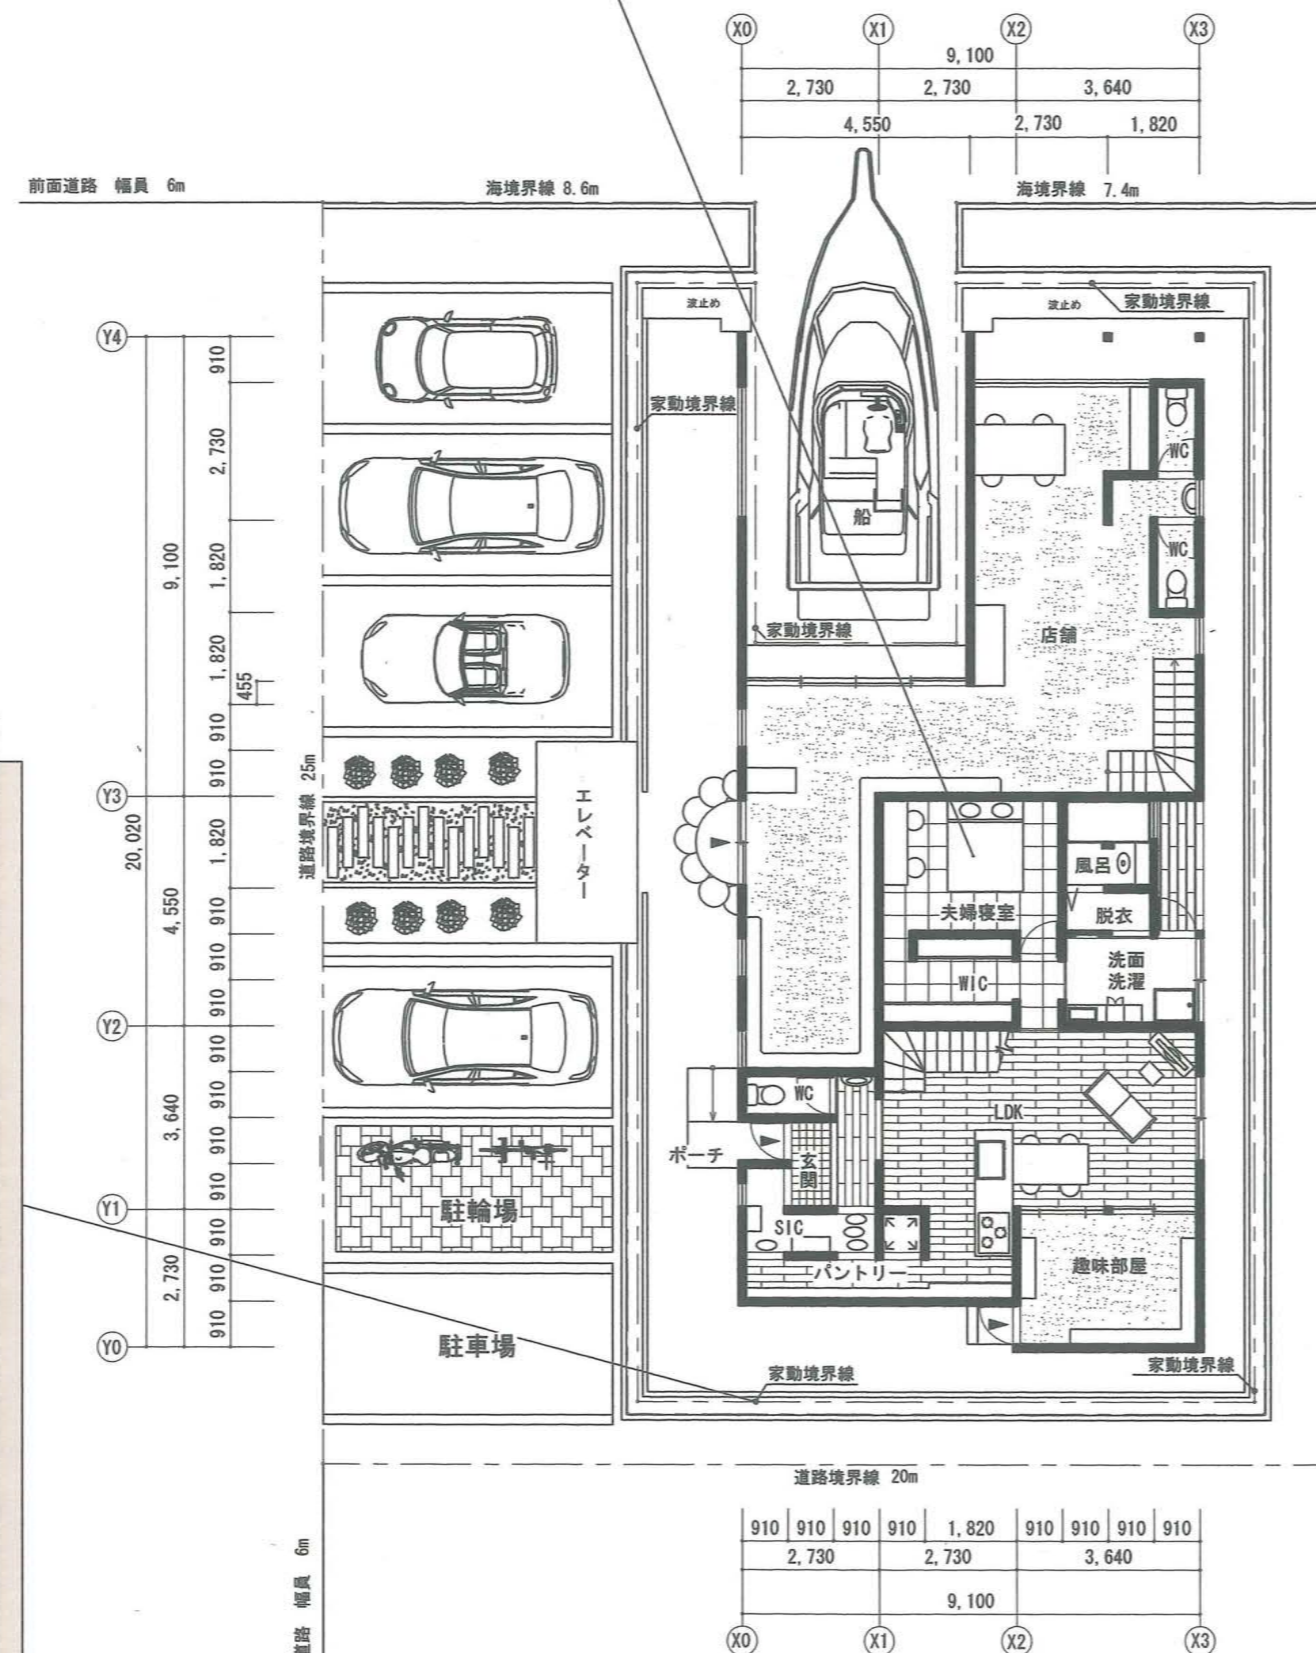 X0 X1 X2 X3
9,100
2,730 2,730 3,640
4,550 2,730 1,820
前面道路 幅員 6m
海境界線 8.6m
海境界線 7.4m
波止め
波止め
家動境界線
家動境界線
Y4
Y3
Y2
Y1
Y0
20,020
9,100
4,550
3,640
2,730
910
2,730
1,820
1,820
455
910
910
1,820
910
910
910
910
910
910
910
910
910
910
道路境界線 25m
船
家動境界線
WC
WC
店舗
エレベーター
風呂
脱衣
夫婦寝室
洗面
洗濯
WIC
WC
LDK
ポーチ
玄関
駐輪場
SIC
パントリー
趣味部屋
駐車場
家動境界線
家動境界線
道路境界線 20m
910 910 910 910 1,820 910 910 910 910
2,730 2,730 3,640
9,100
X0 X1 X2 X3
道路 幅員 6m